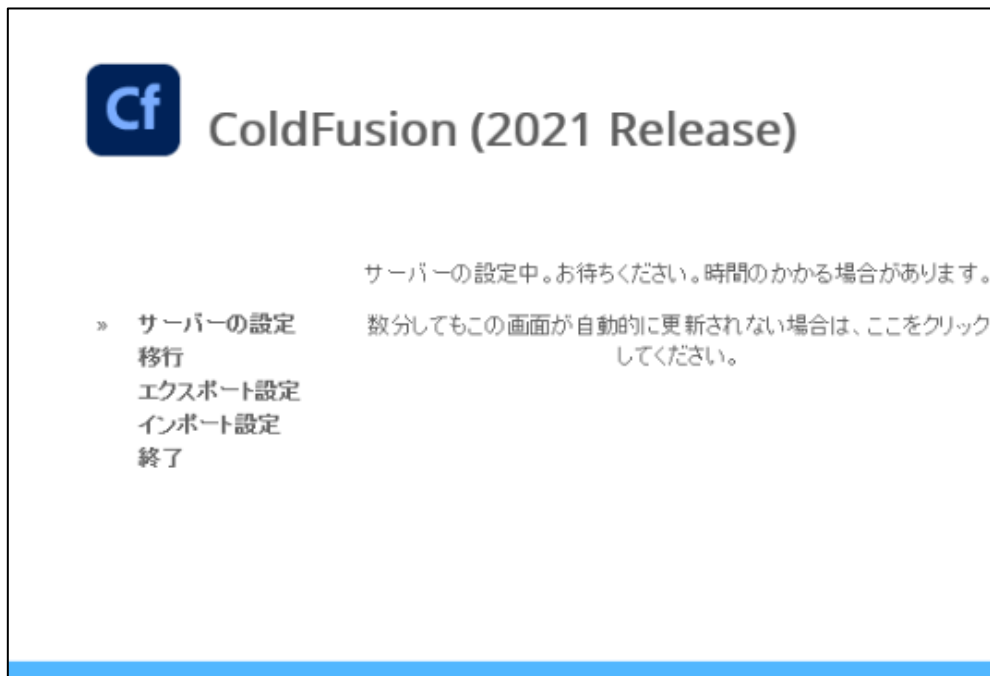 Cf
ColdFusion (2021 Release)
サーバーの設定中。お待ちください。時間のかかる場合があります。
» サーバーの設定
数分してもこの画面が自動的に更新されない場合は、ここをクリック
してください。
移行
エクスポート設定
インポート設定
終了